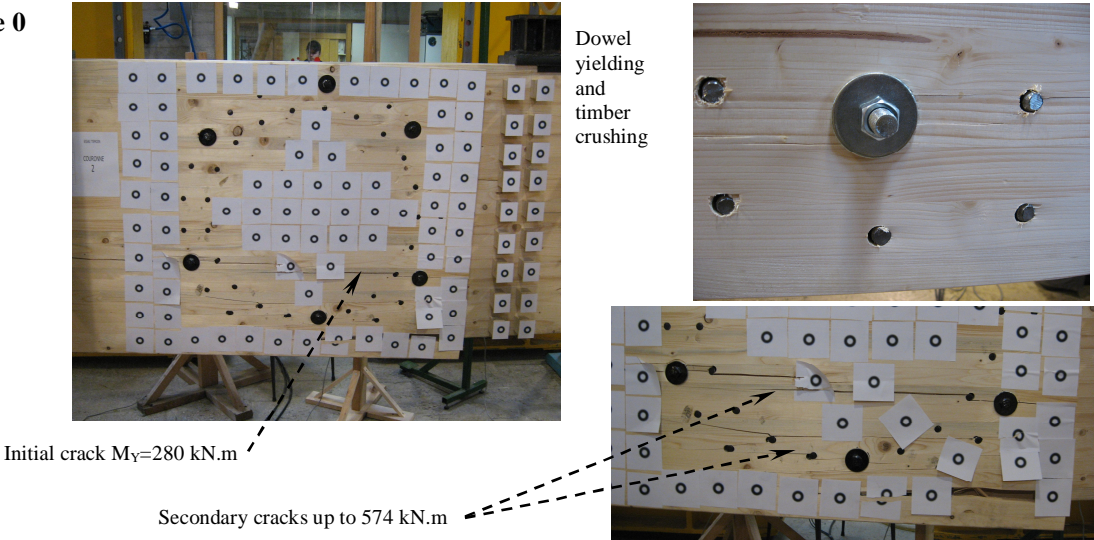 e 0
Dowel
yielding
and
timber
crushing
COURONNE
2
Initial crack MY=280 kN.m
Secondary cracks up to 574 kN.m